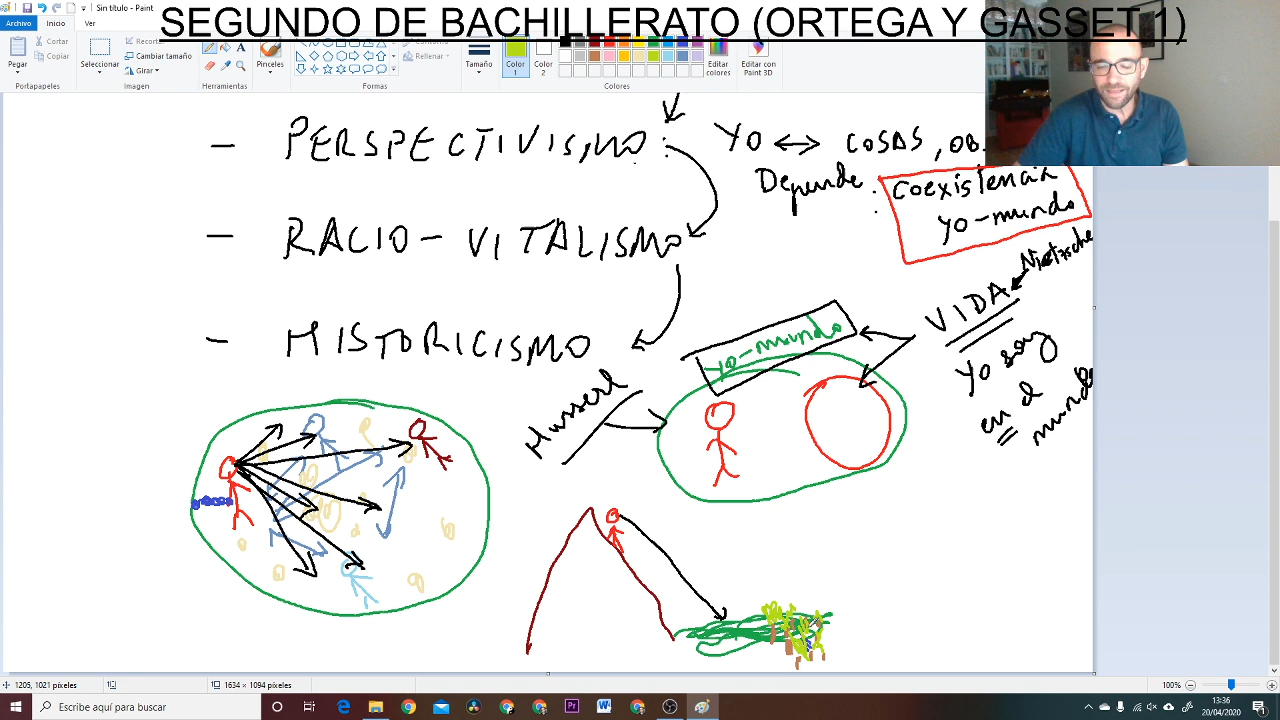 Sin título - Paint
SEGUNDO DE BACHILLERATO (ORTEGA Y GASSET 1)
Archivo
Inicio
Ver
Cortar
Copiar
Pegar
Seleccionar
Recortar
Cambiar
Girar
Pinceles
Contorno
Rellenar
Tamaño
Color 1
Color 2
Editar colores
Editar con Paint 3D
Portapapeles
Imagen
Herramientas
Formas
Colores
- PERSPECTIVISMO:
YO ↔ COSAS, OB.
Depende.
Coexistencia
yo-mundo
- RACIO-VITALISMO
Nietzsche
VIDA
- HISTORICISMO
yo-mundo
Yo soy
en el
mundo
Husserl
1205, 1021 píxeles
1634 × 1094 píxeles
100%
Escribe aquí para buscar
13:36
20/04/2020